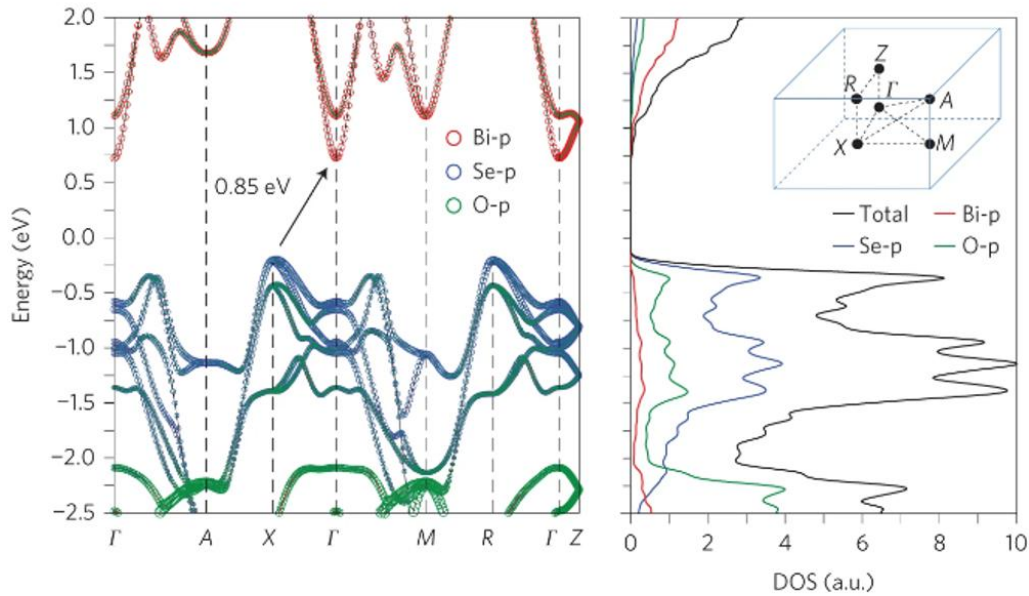 2.0
1.5
1.0
0.5
0.0
−0.5
−1.0
−1.5
−2.0
−2.5
Energy (eV)
0.85 eV
Bi-p
Se-p
O-p
Γ A X Γ M R Γ Z
Z
R Γ A
X M
Total Bi-p
Se-p O-p
0 2 4 6 8 10
DOS (a.u.)